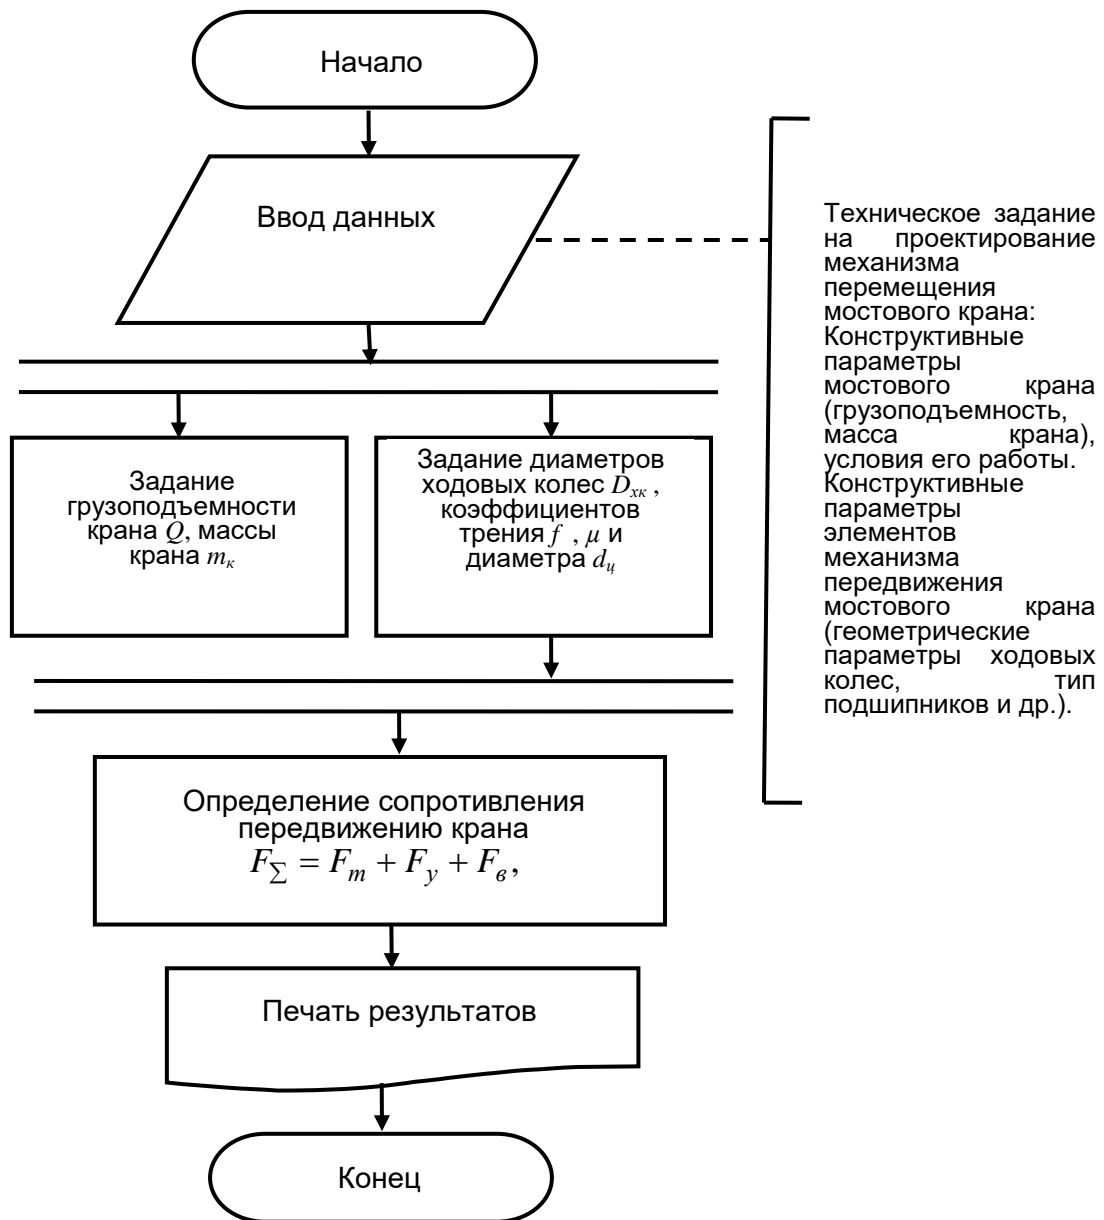 Начало
Ввод данных
Техническое задание
на проектирование
механизма
перемещения
мостового крана:
Конструктивные
параметры
мостового крана
(грузоподъемность,
масса крана),
условия его работы.
Конструктивные
параметры
элементов
механизма
передвижения
мостового крана
(геометрические
параметры ходовых
колес, тип
подшипников и др.).
Задание
грузоподъемности
крана Q, массы
крана mк
Задание диаметров
ходовых колес Dхк ,
коэффициентов
трения f , μ и
диаметра dц
Определение сопротивления
передвижению крана
F∑ = Fт + Fу + Fв,
Печать результатов
Конец